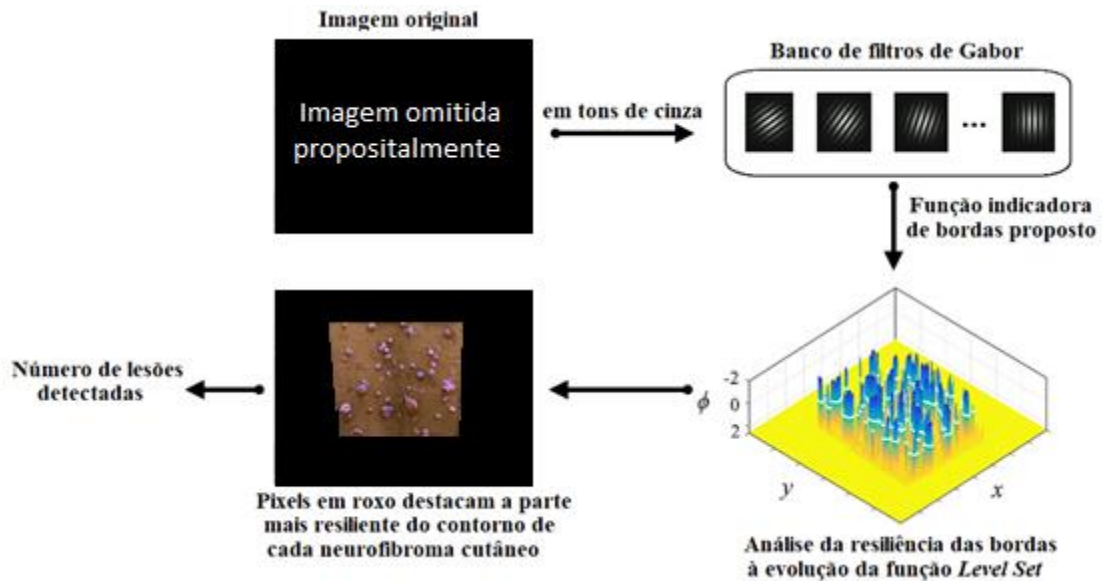 Imagem original
Imagem omitida
propositalmente
em tons de cinza
Banco de filtros de Gabor
...
Função indicadora
de bordas proposto
-2
0
2
ϕ
y
x
Análise da resiliência das bordas
à evolução da função Level Set
Pixels em roxo destacam a parte
mais resiliente do contorno de
cada neurofibroma cutâneo
Número de lesões
detectadas